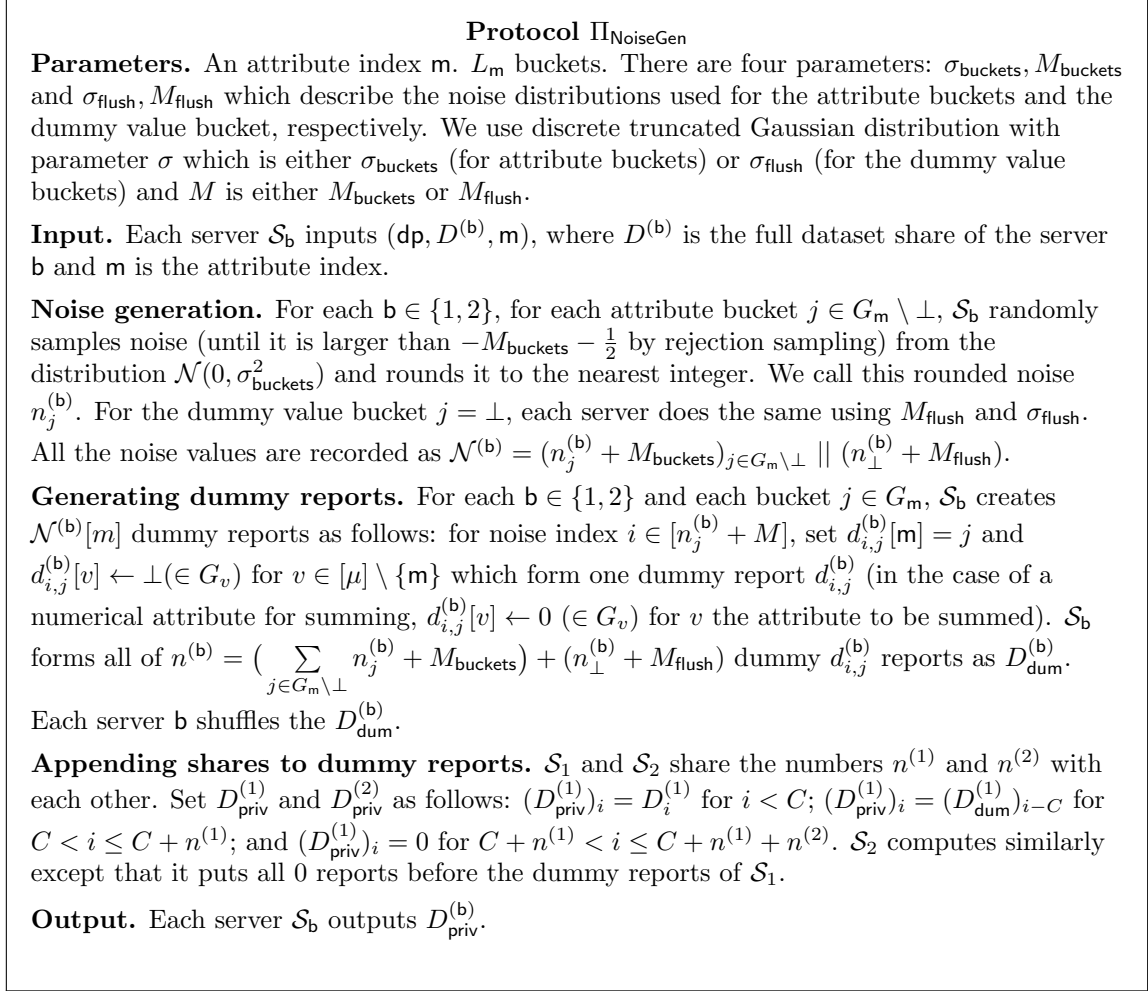 Protocol Π_NoiseGen
Parameters. An attribute index m. L_m buckets. There are four parameters: σ_buckets, M_buckets
and σ_flush, M_flush which describe the noise distributions used for the attribute buckets and the
dummy value bucket, respectively. We use discrete truncated Gaussian distribution with
parameter σ which is either σ_buckets (for attribute buckets) or σ_flush (for the dummy value
buckets) and M is either M_buckets or M_flush.
Input. Each server S_b inputs (dp, D^(b), m), where D^(b) is the full dataset share of the server
b and m is the attribute index.
Noise generation. For each b ∈ {1, 2}, for each attribute bucket j ∈ G_m \ ⊥, S_b randomly
samples noise (until it is larger than −M_buckets − 1/2 by rejection sampling) from the
distribution N(0, σ²_buckets) and rounds it to the nearest integer. We call this rounded noise
n_j^(b). For the dummy value bucket j = ⊥, each server does the same using M_flush and σ_flush.
All the noise values are recorded as N^(b) = (n_j^(b) + M_buckets)_{j∈G_m\⊥} || (n_⊥^(b) + M_flush).
Generating dummy reports. For each b ∈ {1, 2} and each bucket j ∈ G_m, S_b creates
N^(b)[m] dummy reports as follows: for noise index i ∈ [n_j^(b) + M], set d_{i,j}^(b)[m] = j and
d_{i,j}^(b)[v] ← ⊥(∈ G_v) for v ∈ [μ] \ {m} which form one dummy report d_{i,j}^(b) (in the case of a
numerical attribute for summing, d_{i,j}^(b)[v] ← 0 (∈ G_v) for v the attribute to be summed). S_b
forms all of n^(b) = ( ∑_{j∈G_m\⊥} n_j^(b) + M_buckets) + (n_⊥^(b) + M_flush) dummy d_{i,j}^(b) reports as D_dum^(b).
Each server b shuffles the D_dum^(b).
Appending shares to dummy reports. S_1 and S_2 share the numbers n^(1) and n^(2) with
each other. Set D_priv^(1) and D_priv^(2) as follows: (D_priv^(1))_i = D_i^(1) for i < C; (D_priv^(1))_i = (D_dum^(1))_{i−C} for
C < i ≤ C + n^(1); and (D_priv^(1))_i = 0 for C + n^(1) < i ≤ C + n^(1) + n^(2). S_2 computes similarly
except that it puts all 0 reports before the dummy reports of S_1.
Output. Each server S_b outputs D_priv^(b).